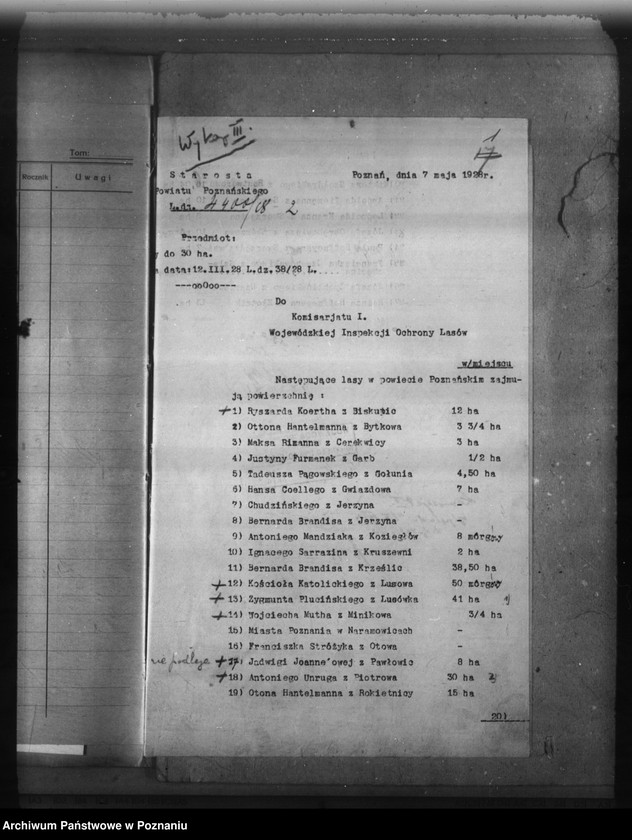 Tom:
Rocznik Uwagi
Wykaz III.
1
17
Starosta Poznań, dnia 7 maja 1928r.
Powiatu Poznańskiego
L.dz. /18 2
Przedmiot:
y do 30 ha.
a data:12.III.28 L.dz.38/28 L.
---ooOoo---
Do
Komisarjatu I.
Wojewódzkiej Inspekcji Ochrony Lasów
w/miejscu
Następujące lasy w powiecie Poznańskim zajmu-
ją powierzchnię :
1) Ryszarda Koertha z Biskupic 12 ha
2) Ottona Hantelmanna z Bytkowa 3 3/4 ha
3) Maksa Rimanna z Cerekwicy 3 ha
4) Justyny Furmanek z Garb 1/2 ha
5) Tadeusza Pągowskiego z Gołunia 4,50 ha
6) Hansa Coellego z Gwiazdowa 7 ha
7) Chudzińskiego z Jerzyna -
8) Bernarda Brandisa z Jerzyna -
9) Antoniego Mandziaka z Koziegłów 8 mórgy
10) Ignacego Sarrazina z Kruszewni 2 ha
11) Bernarda Brandisa z Krześlic 38,50 ha
12) Kościoła Katolickiego z Lusowa 50 mórgy
13) Zygmunta Plucińskiego z Lusówka 41 ha
14) Wojciecha Mutha z Minikowa 3/4 ha
15) Miasta Poznania w Naramowicach -
16) Franciszka Stróżyka z Otowa -
nie podlega 17) Jadwigi Joanne'owej z Pawłowic 8 ha
18) Antoniego Unruga z Piotrowa 30 ha
19) Otona Hantelmanna z Rokietnicy 15 ha
20)
Archiwum Państwowe w Poznaniu